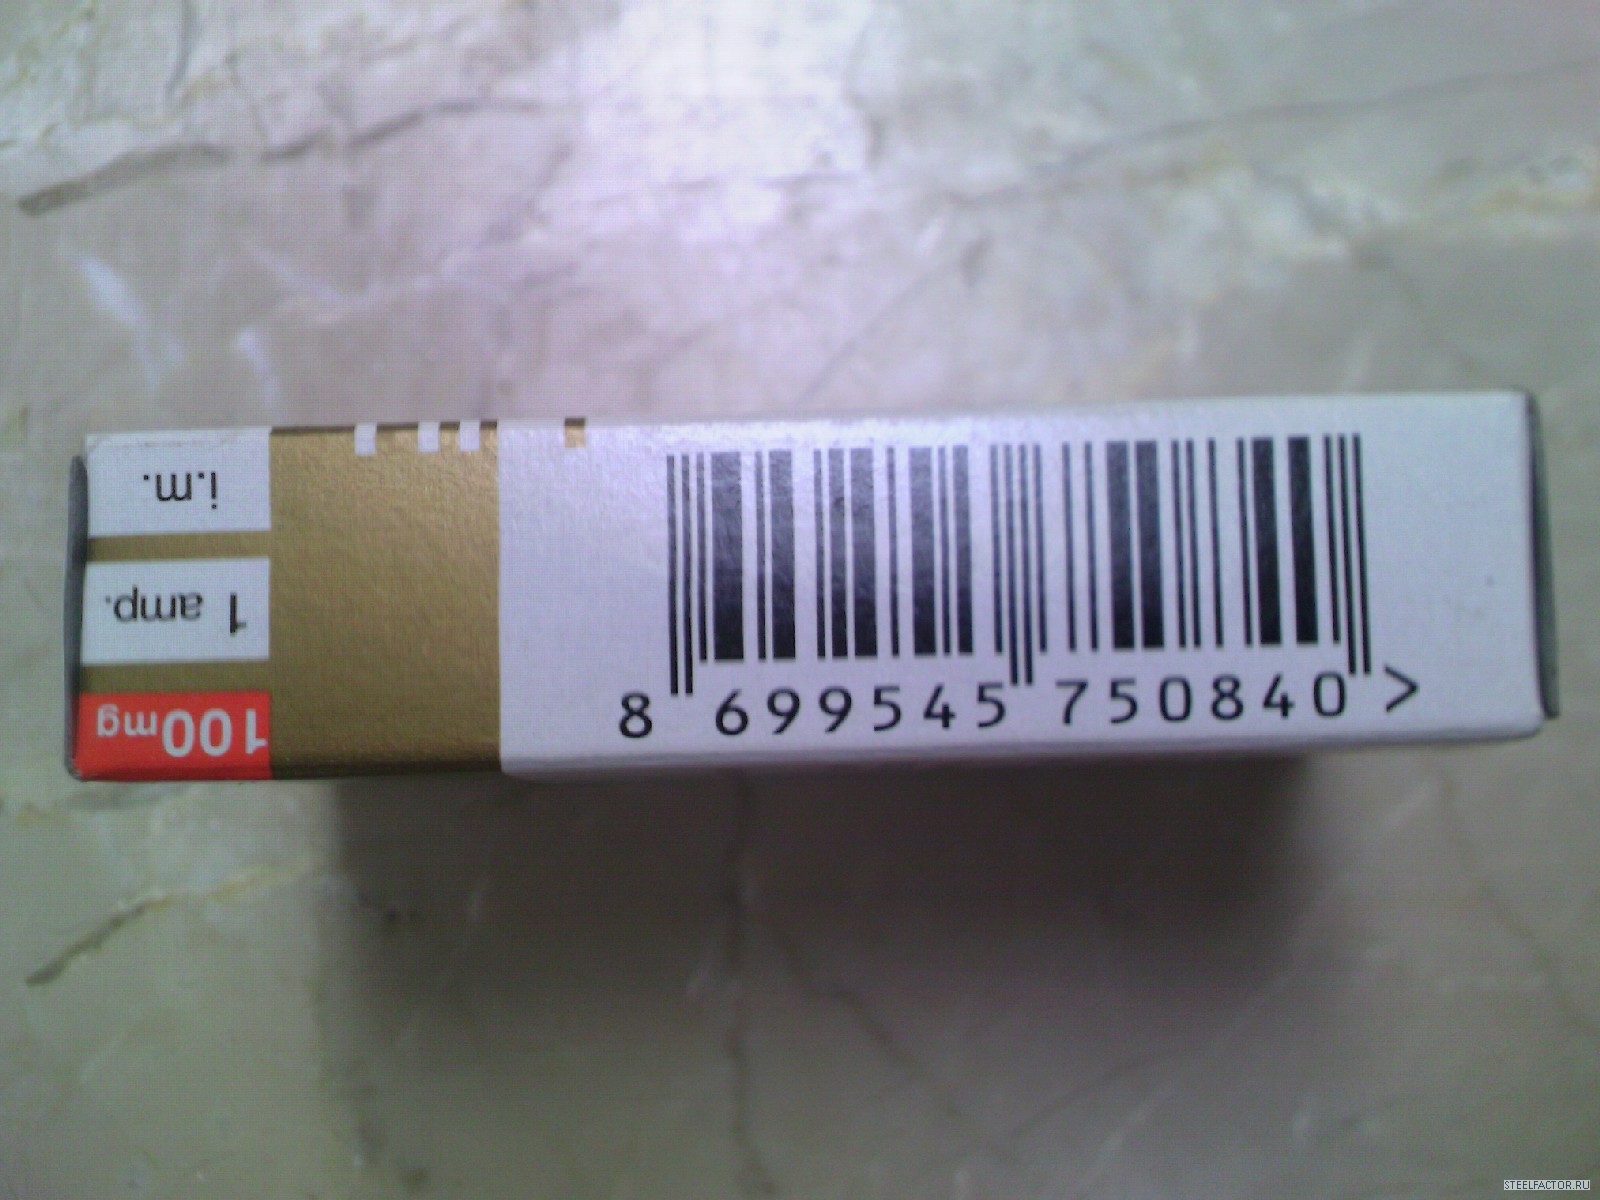 i.m.
1 amp.
100mg
8 699545 750840 >
STEELFACTOR.RU